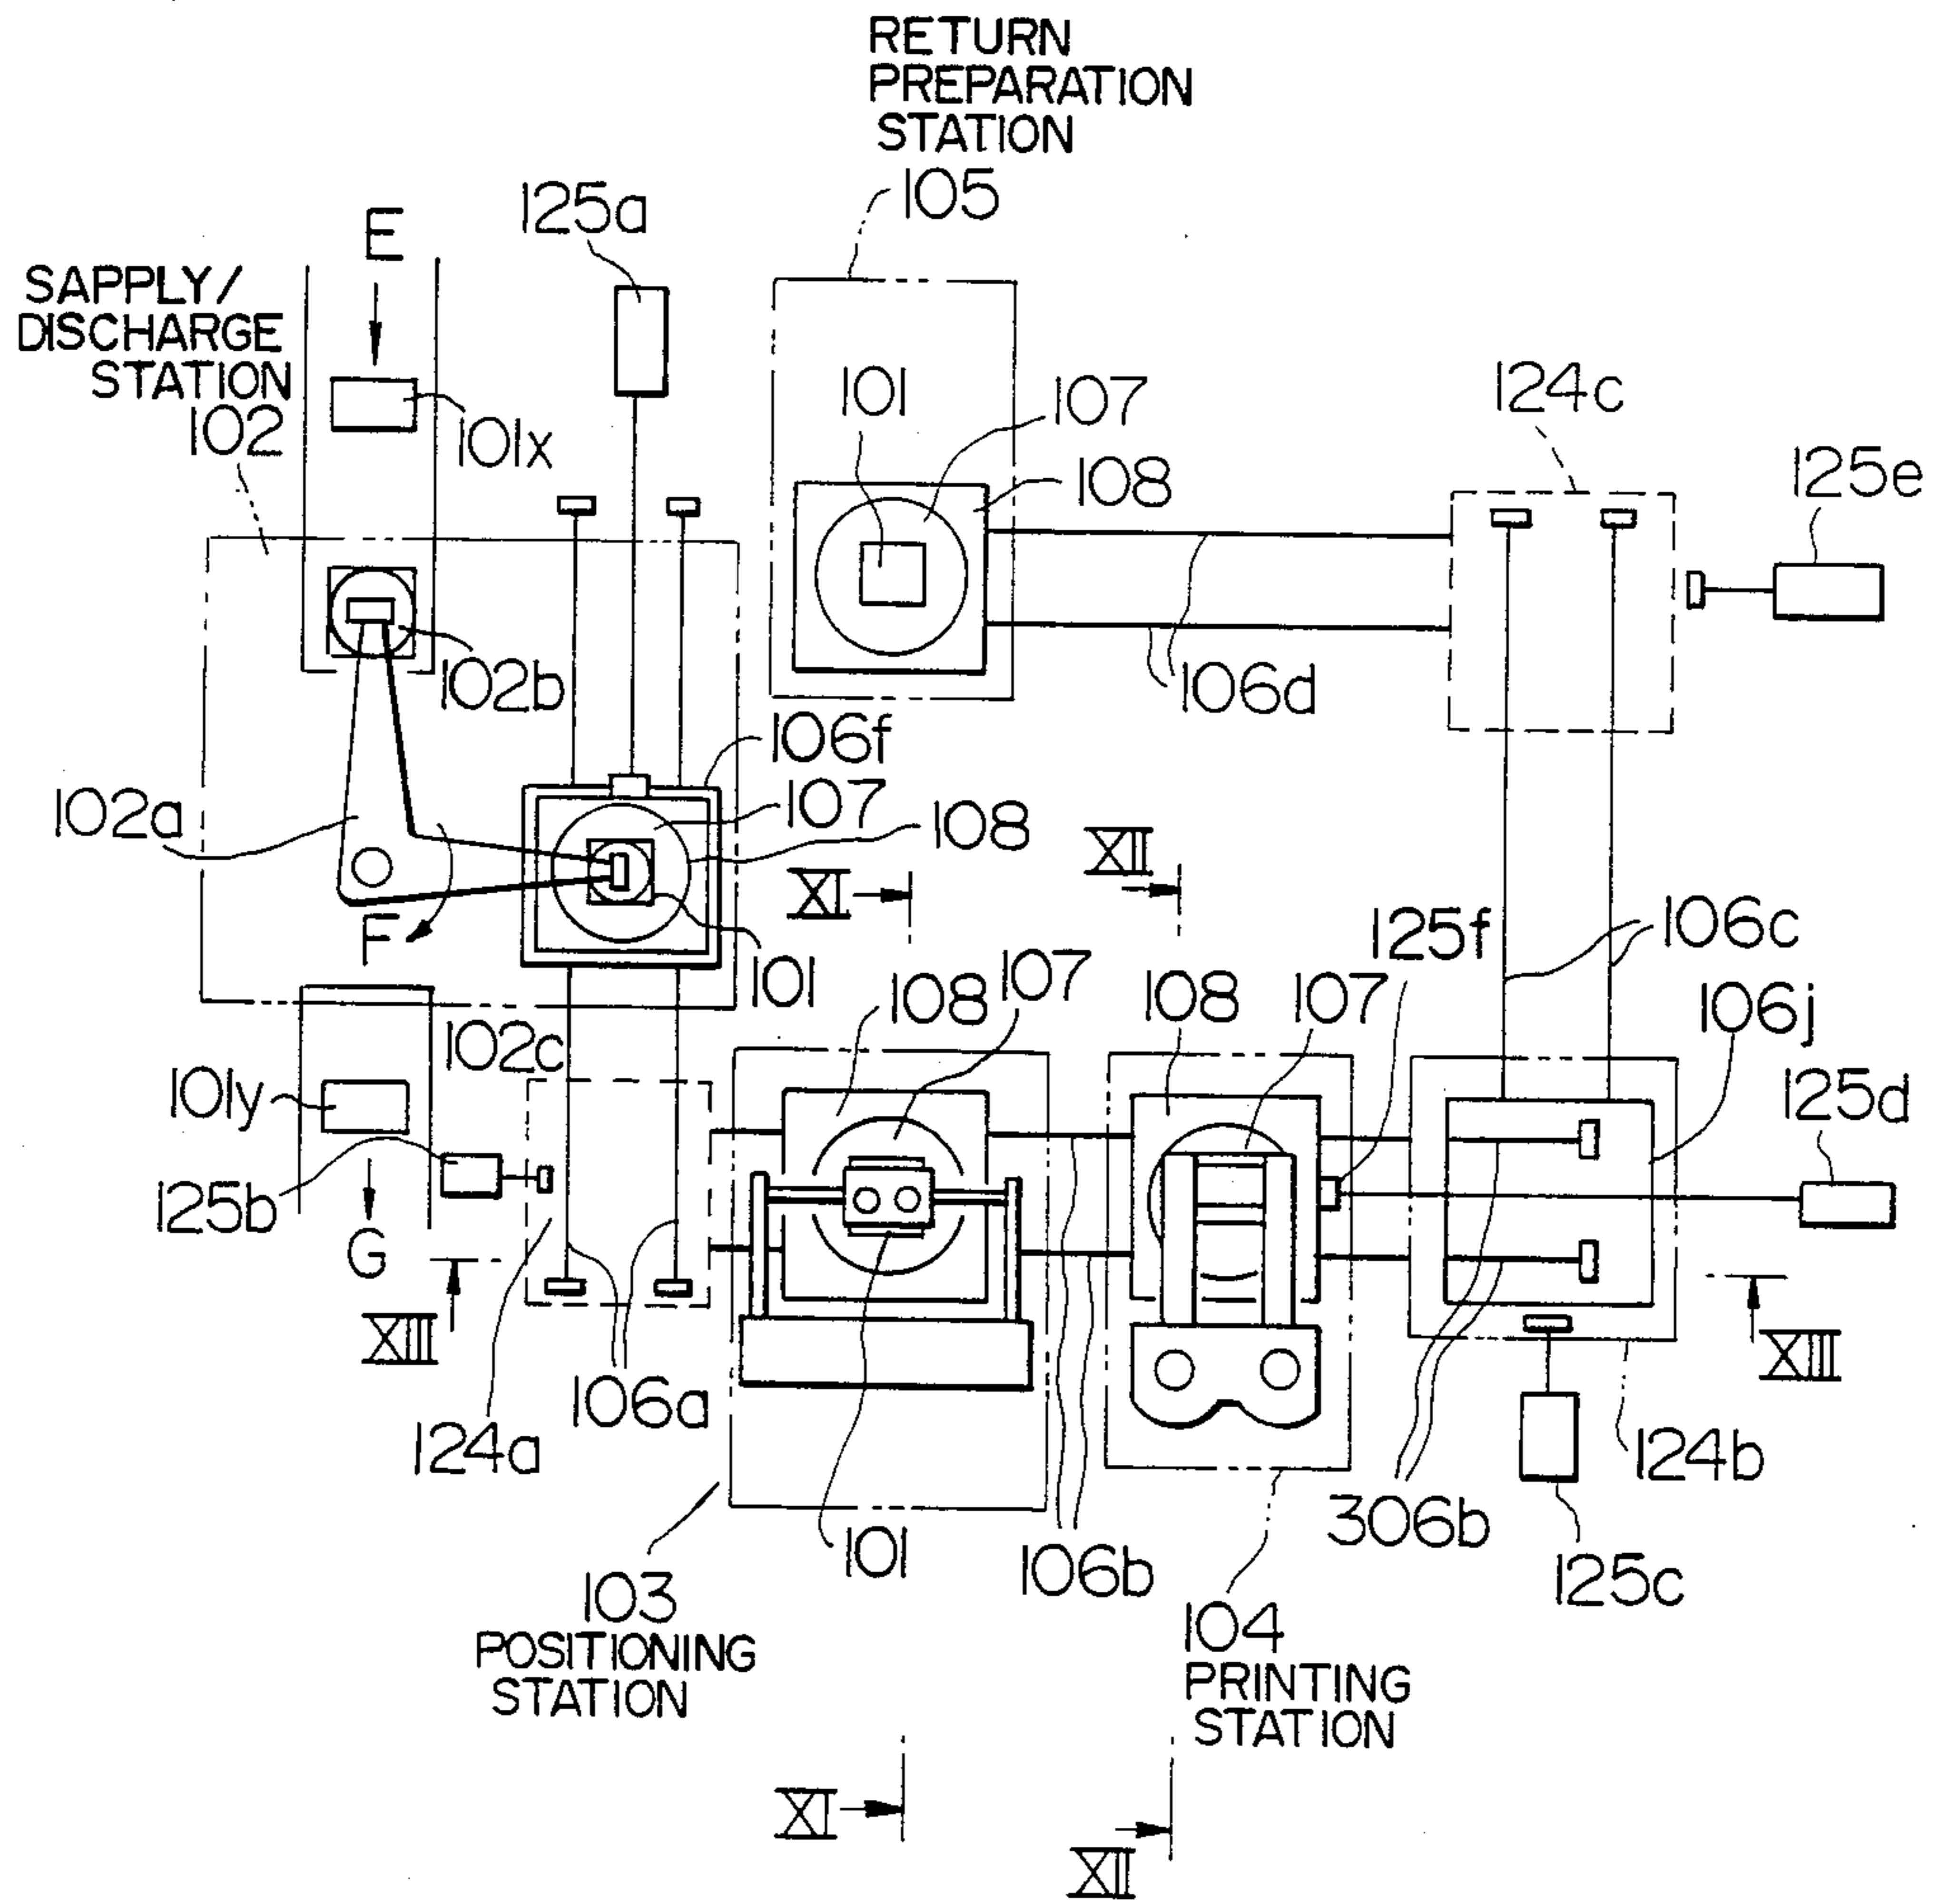 RETURN
PREPARATION
STATION
105
125a
E
SAPPLY/
DISCHARGE
STATION
102
101x
101
107
108
124c
125e
102b
106d
106f
107
108
102a
XI
XII
F
101
125f
106c
108
107
108
107
106j
102c
101y
125d
125b
G
XIII
XIII
106a
124a
124b
306b
101
106b
125c
103
POSITIONING
STATION
104
PRINTING
STATION
XI
XII